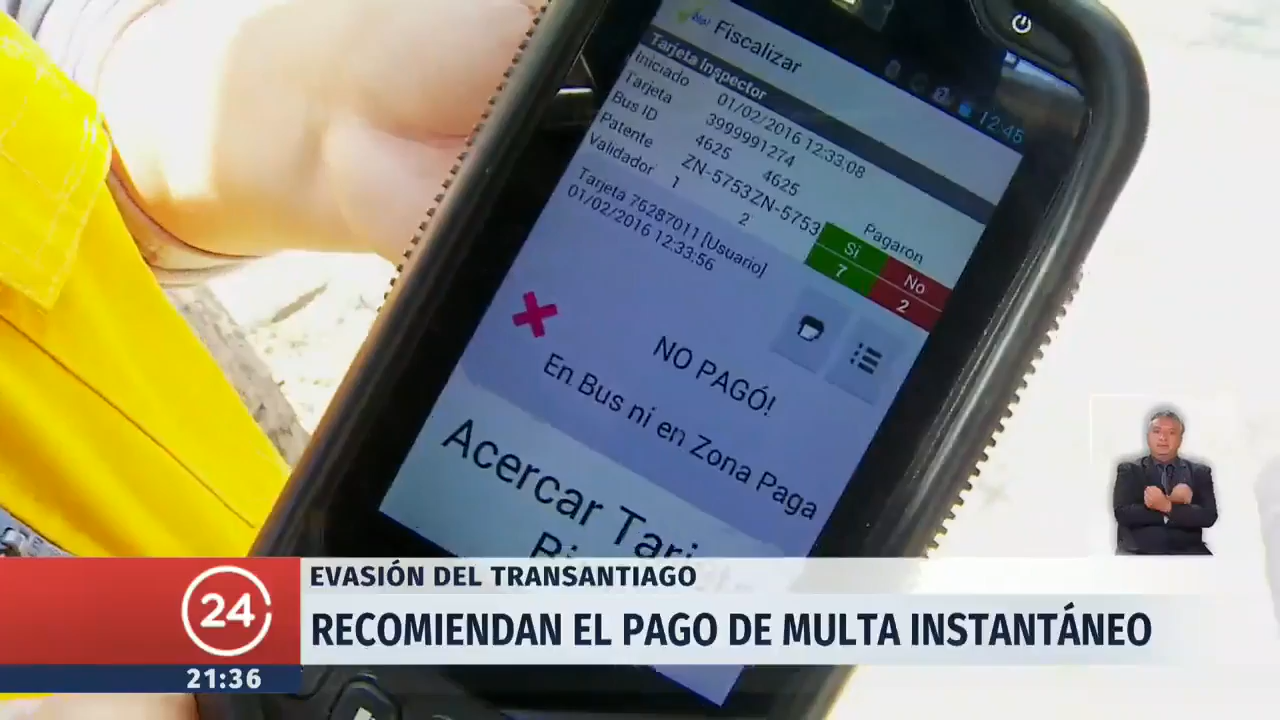 bip!
Fiscalizar
12:45
Tarjeta Inspector
Iniciado 01/02/2016 12:33:08
Tarjeta 3999991274
Bus ID 4625 4625
Patente ZN-5753 ZN-5753
Validador 1 2
Pagaron
Si No
7 2
Tarjeta 76287011 [Usuario]
01/02/2016 12:33:56
NO PAGÓ!
En Bus ni en Zona Paga
Acercar Tarj
EVASIÓN DEL TRANSANTIAGO
24
RECOMIENDAN EL PAGO DE MULTA INSTANTÁNEO
21:36